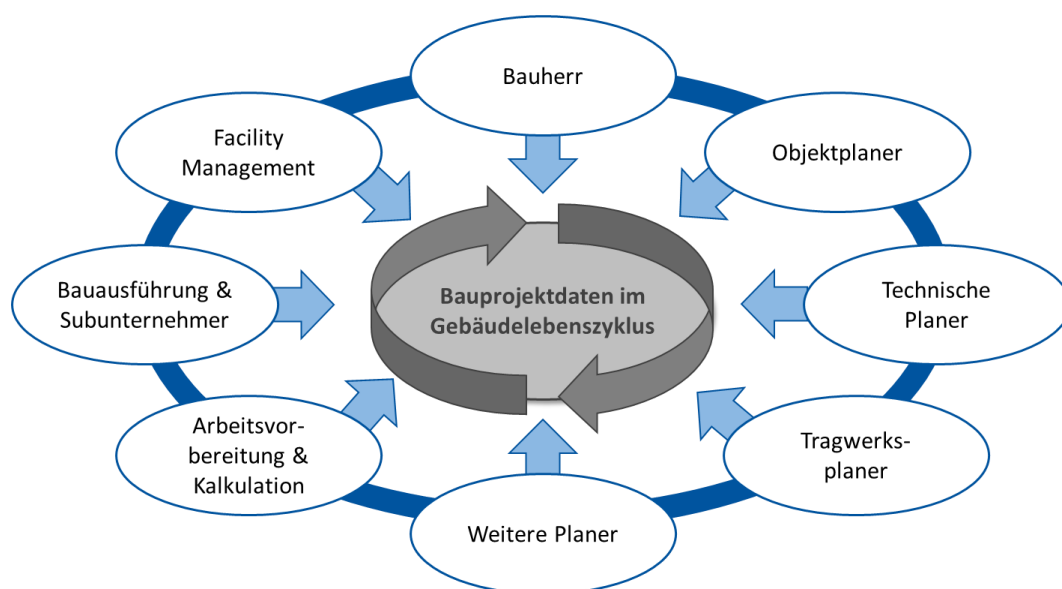 Bauherr
Objektplaner
Technische
Planer
Tragwerks-
planer
Weitere Planer
Arbeitsvor-
bereitung &
Kalkulation
Bauausführung &
Subunternehmer
Facility
Management
Bauprojektdaten im
Gebäudelebenszyklus